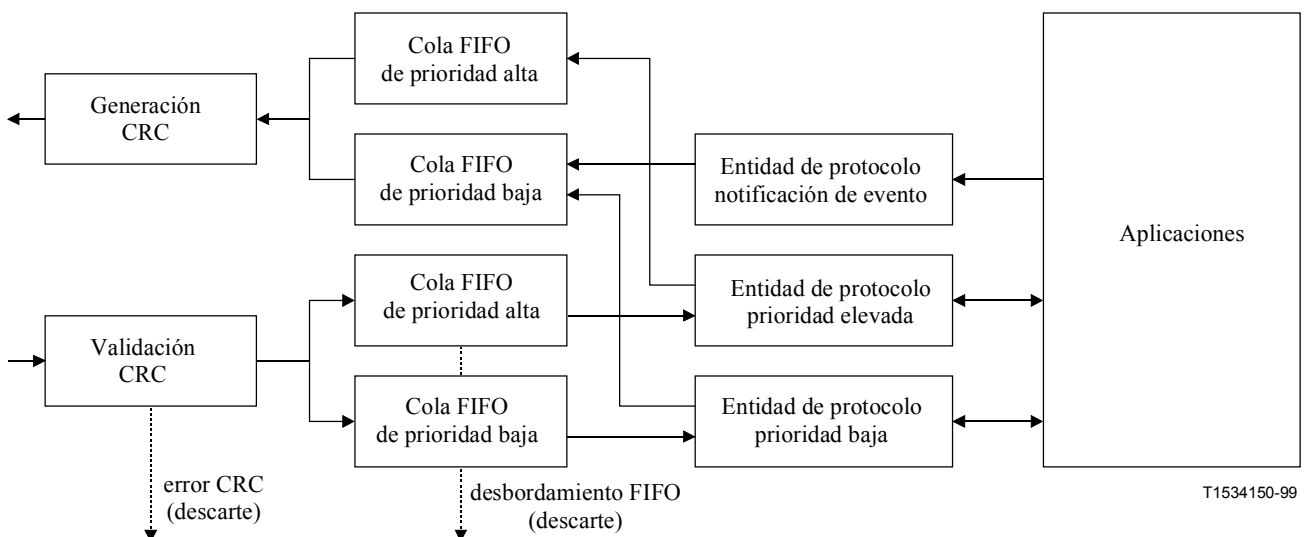 Cola FIFO
de prioridad alta
Generación
CRC
Cola FIFO
de prioridad baja
Entidad de protocolo
notificación de evento
Aplicaciones
Cola FIFO
de prioridad alta
Entidad de protocolo
prioridad elevada
Validación
CRC
Cola FIFO
de prioridad baja
Entidad de protocolo
prioridad baja
error CRC
(descarte)
desbordamiento FIFO
(descarte)
T1534150-99